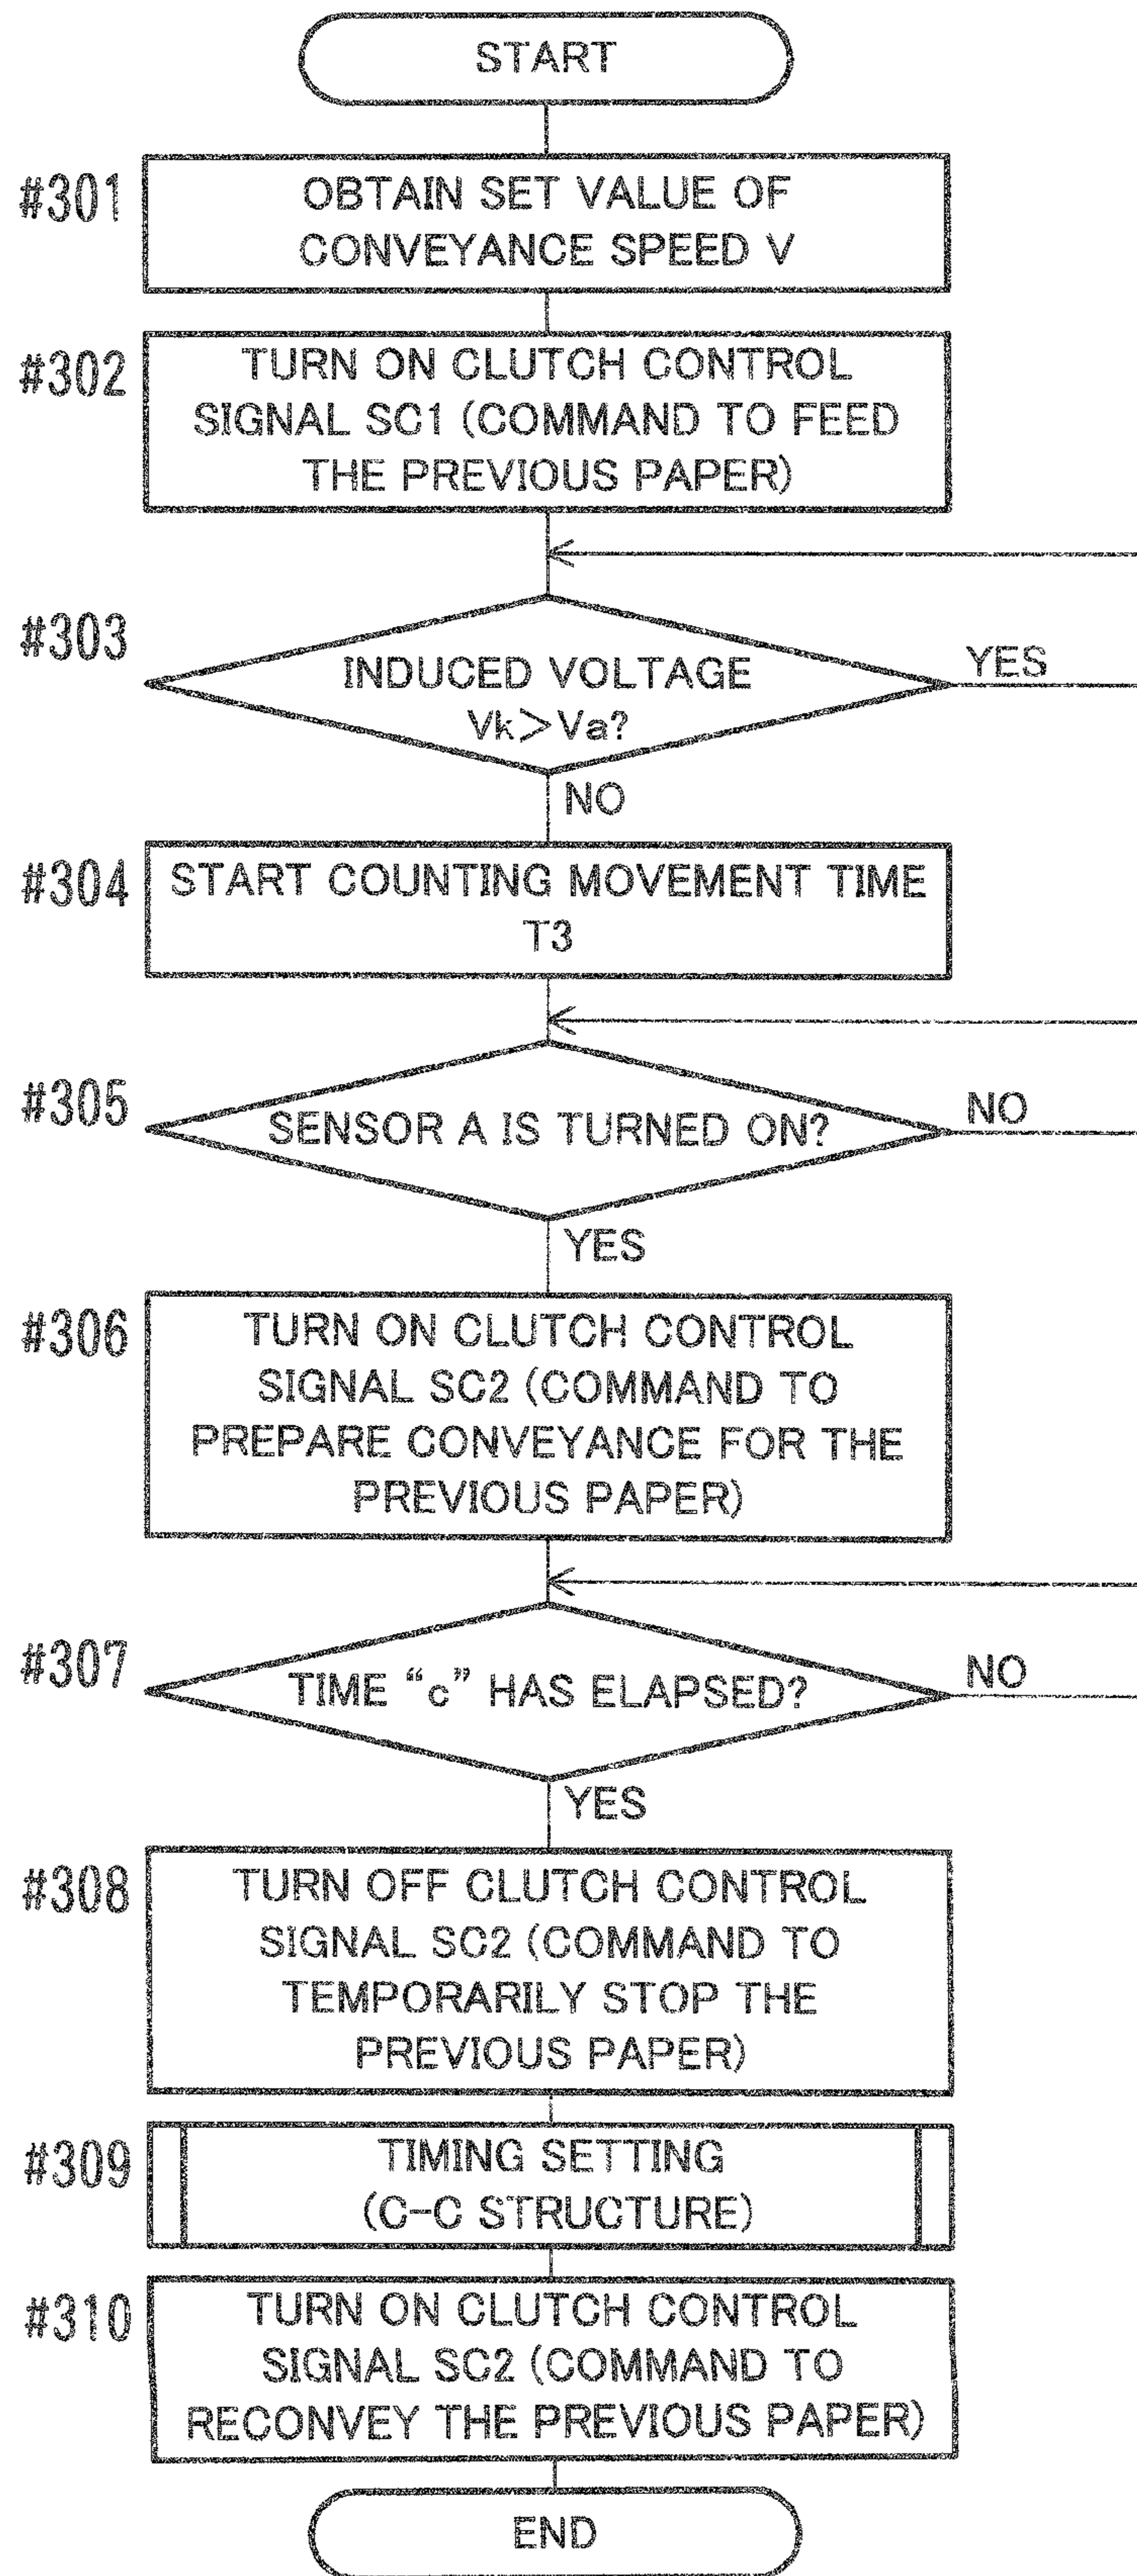 START
#301
OBTAIN SET VALUE OF
CONVEYANCE SPEED V
#302
TURN ON CLUTCH CONTROL
SIGNAL SC1 (COMMAND TO FEED
THE PREVIOUS PAPER)
#303
INDUCED VOLTAGE
Vk>Va?
YES
NO
#304
START COUNTING MOVEMENT TIME
T3
#305
SENSOR A IS TURNED ON?
NO
YES
#306
TURN ON CLUTCH CONTROL
SIGNAL SC2 (COMMAND TO
PREPARE CONVEYANCE FOR THE
PREVIOUS PAPER)
#307
TIME “c” HAS ELAPSED?
NO
YES
#308
TURN OFF CLUTCH CONTROL
SIGNAL SC2 (COMMAND TO
TEMPORARILY STOP THE
PREVIOUS PAPER)
#309
TIMING SETTING
(C-C STRUCTURE)
#310
TURN ON CLUTCH CONTROL
SIGNAL SC2 (COMMAND TO
RECONVEY THE PREVIOUS PAPER)
END